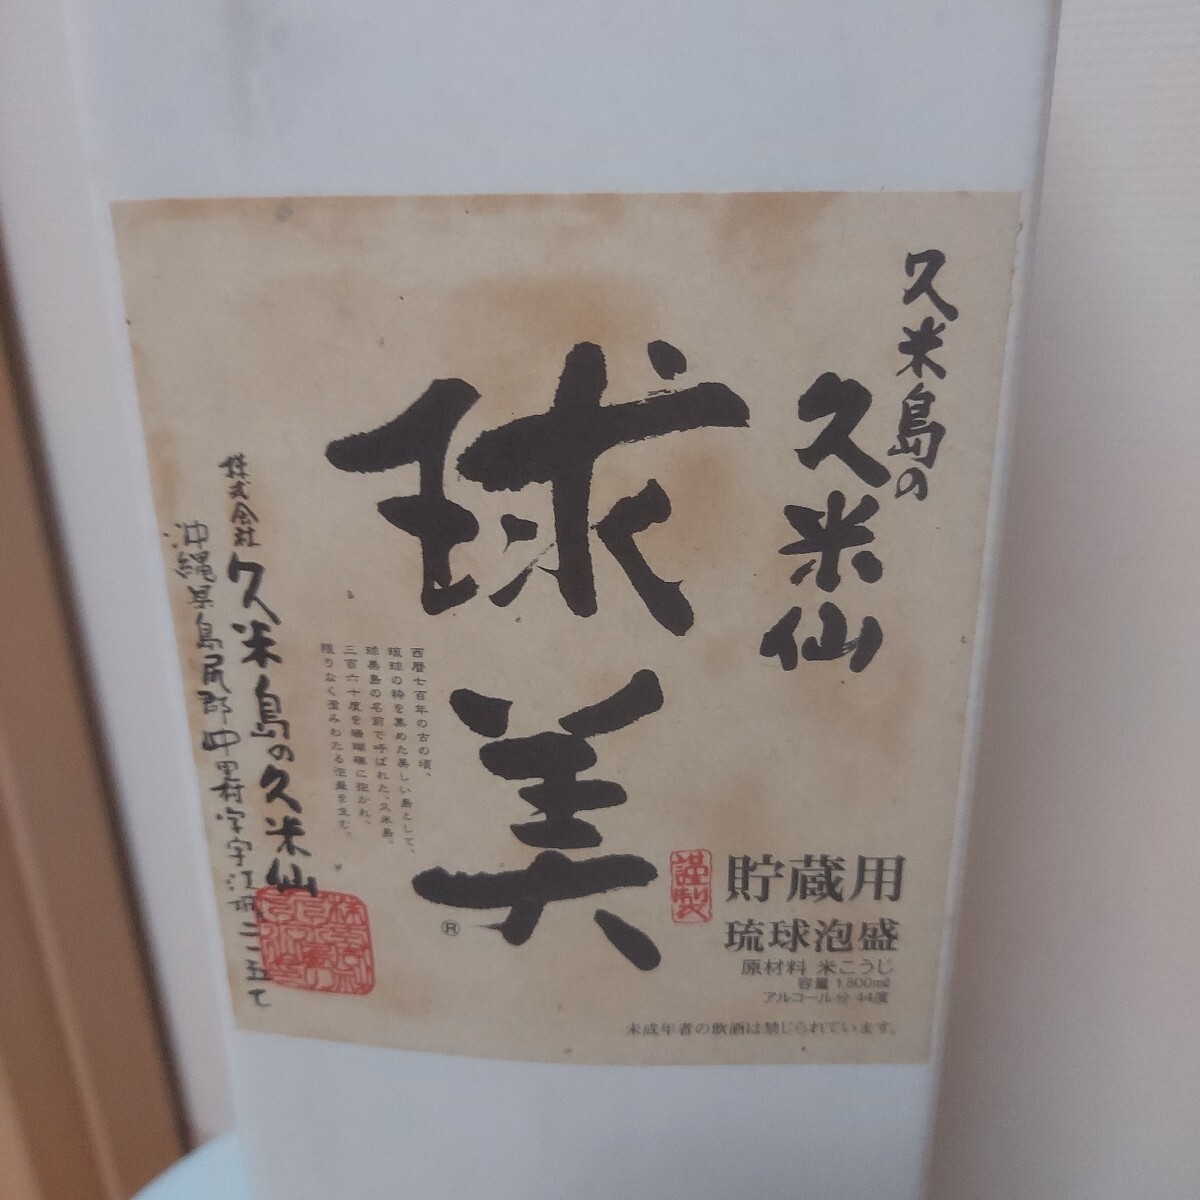 久米島の
久米仙
球美
®
西暦七百年の古の頃、
琉球の粋を集めた美しい島として、
球美島の名前で呼ばれた、久米島。
三百六十度を珊瑚礁に抱かれ、
限りなく澄みわたる泡盛を生む。
謹製
貯蔵用
琉球泡盛
原材料 米こうじ
容量 1,800ml
アルコール分 44度
未成年者の飲酒は禁じられています。
株式会社 久米島の久米仙
沖縄県島尻郡仲里村字宇江城